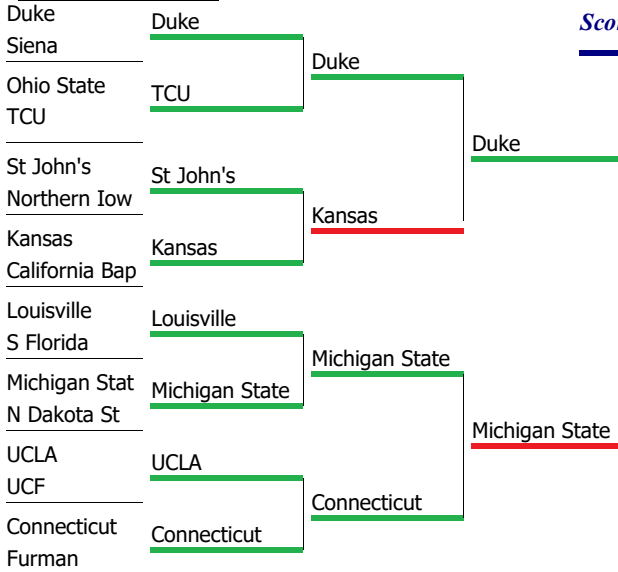 Duke
Siena
Ohio State
TCU
St John's
Northern Iow
Kansas
California Bap
Louisville
S Florida
Michigan Stat
N Dakota St
UCLA
UCF
Connecticut
Furman
Duke
TCU
St John's
Kansas
Louisville
Michigan State
UCLA
Connecticut
Duke
Kansas
Michigan State
Connecticut
Duke
Michigan State